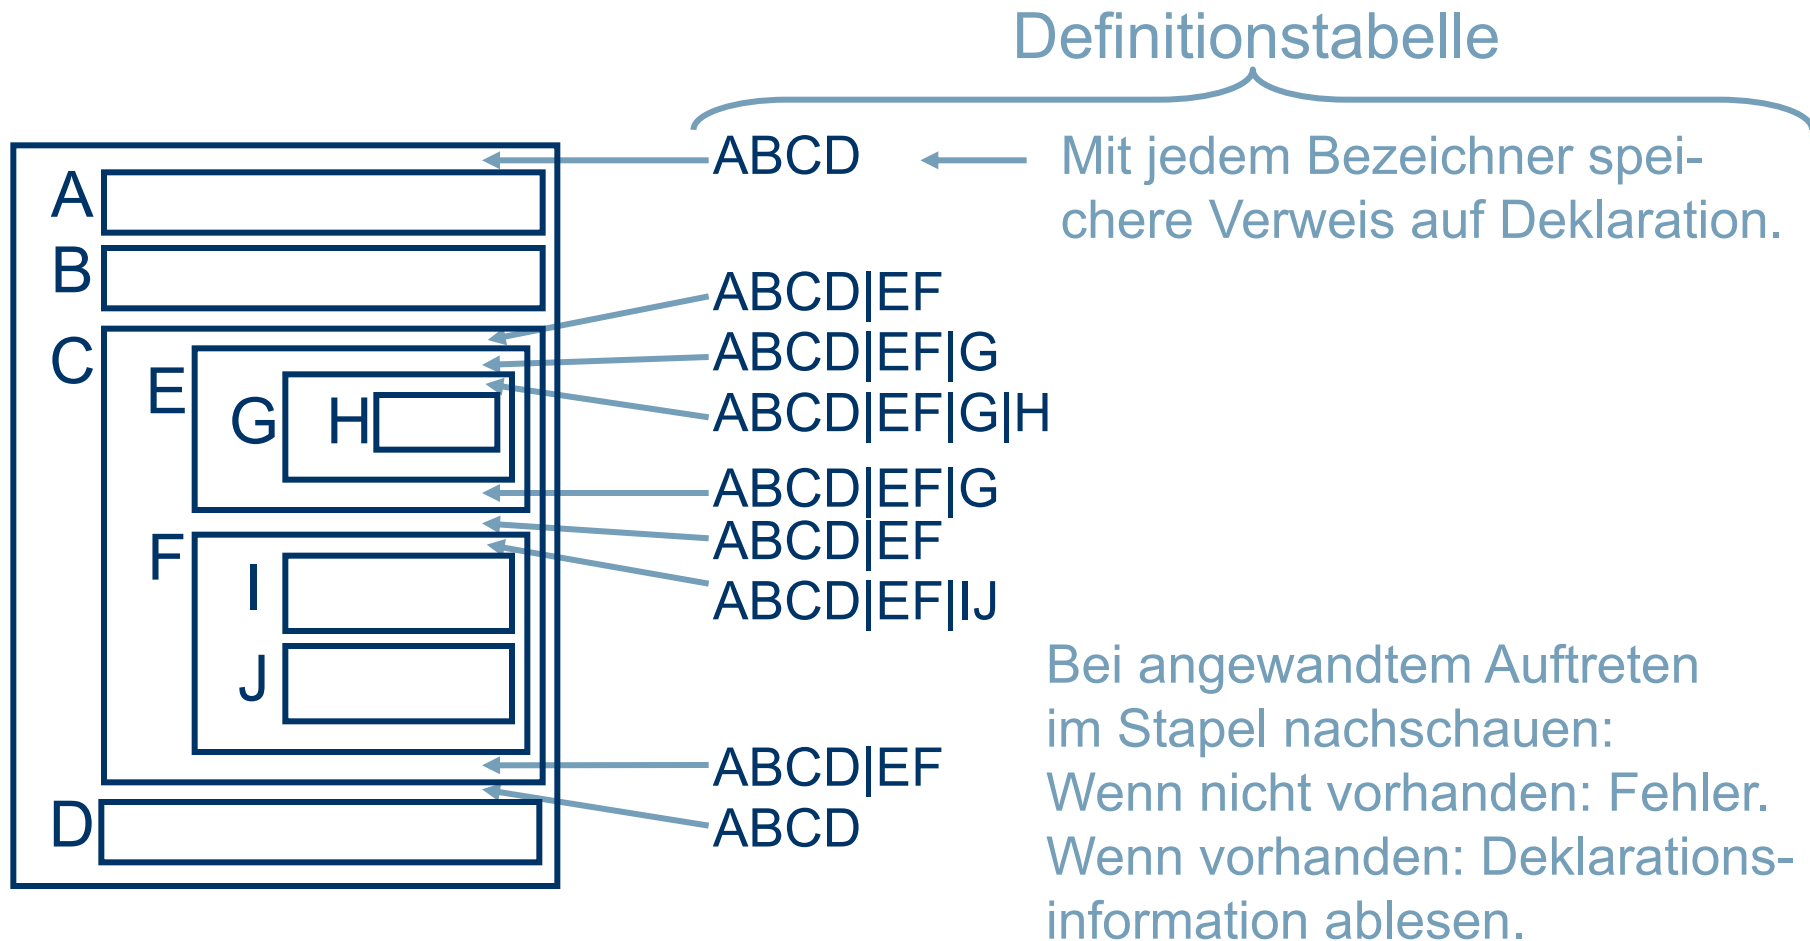 Definitionstabelle
ABCD
Mit jedem Bezeichner spei-
chere Verweis auf Deklaration.
A
B
ABCD|EF
C
ABCD|EF|G
E
G
H
ABCD|EF|G|H
ABCD|EF|G
ABCD|EF
F
I
ABCD|EF|IJ
J
Bei angewandtem Auftreten
im Stapel nachschauen:
Wenn nicht vorhanden: Fehler.
Wenn vorhanden: Deklarations-
information ablesen.
ABCD|EF
D
ABCD